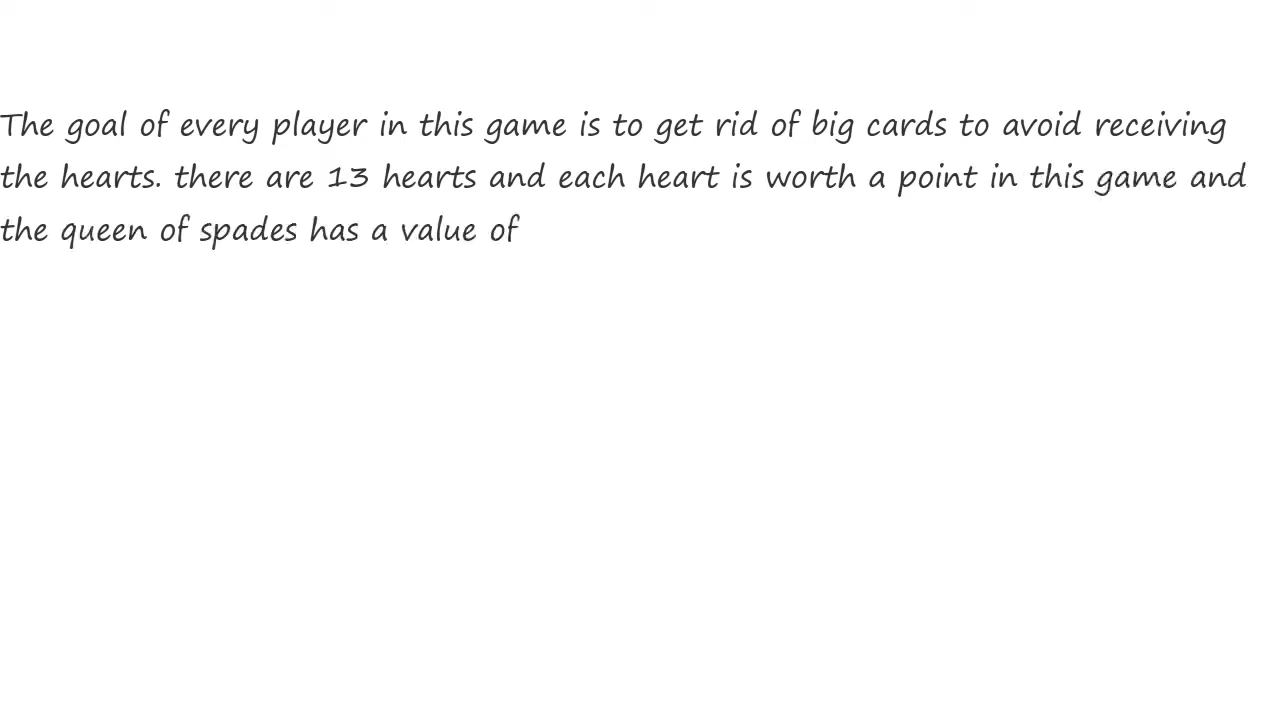 The goal of every player in this game is to get rid of big cards to avoid receiving
the hearts. there are 13 hearts and each heart is worth a point in this game and
the queen of spades has a value of